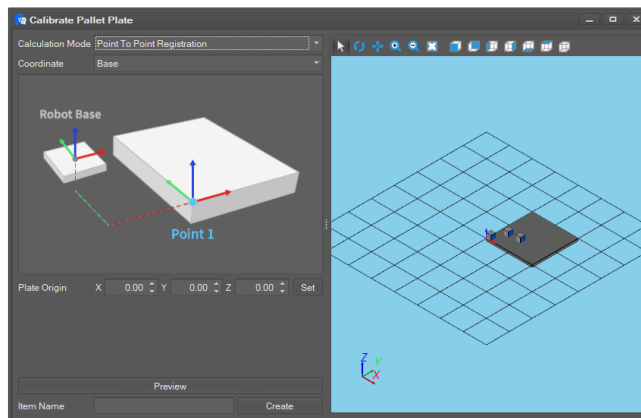 Calibrate Pallet Plate
Calculation Mode Point To Point Registration
Coordinate Base
Robot Base
Point 1
Plate Origin X 0.00 Y 0.00 Z 0.00 Set
Z
Y
X
Preview
Item Name Create